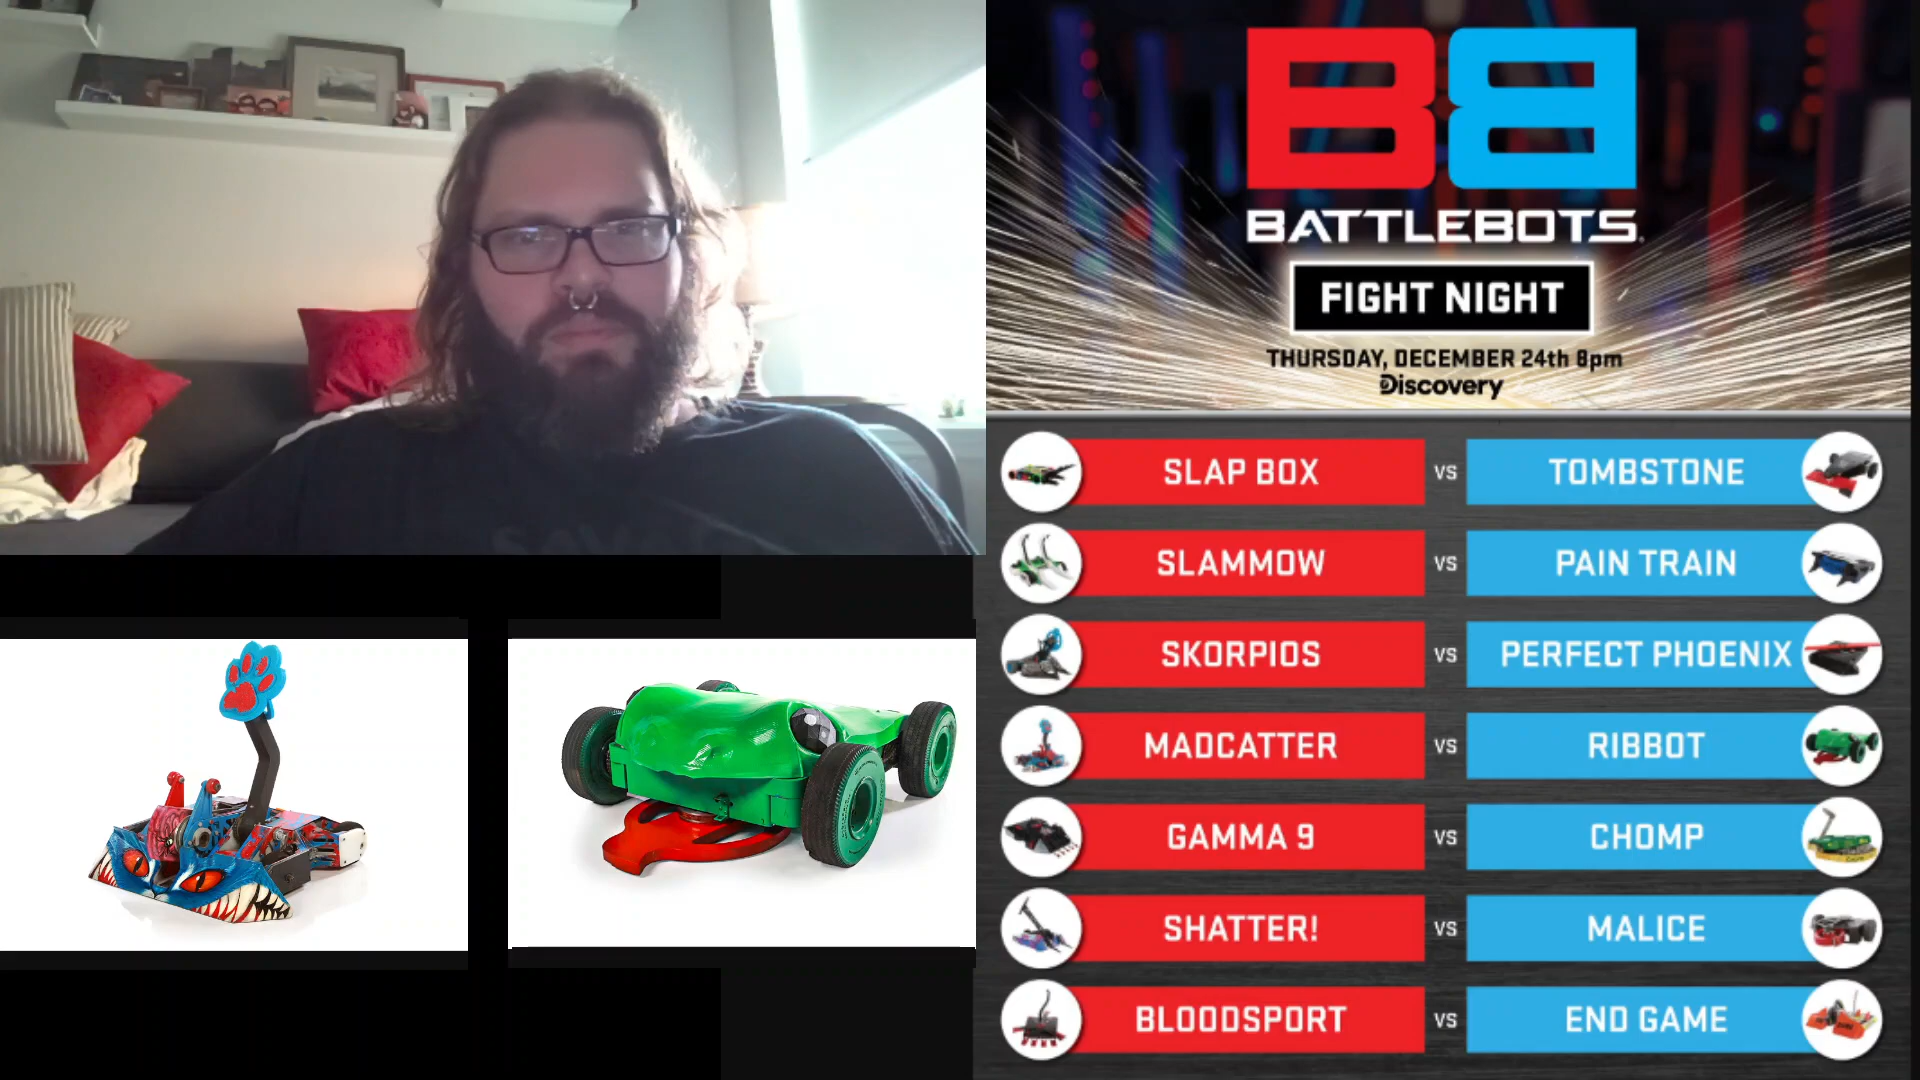 BATTLEBOTS
FIGHT NIGHT
THURSDAY, DECEMBER 24th 8pm
Discovery
SLAP BOX VS TOMBSTONE
SLAMMOW VS PAIN TRAIN
SKORPIOS VS PERFECT PHOENIX
MADCATTER VS RIBBOT
GAMMA 9 VS CHOMP
SHATTER! VS MALICE
BLOODSPORT VS END GAME